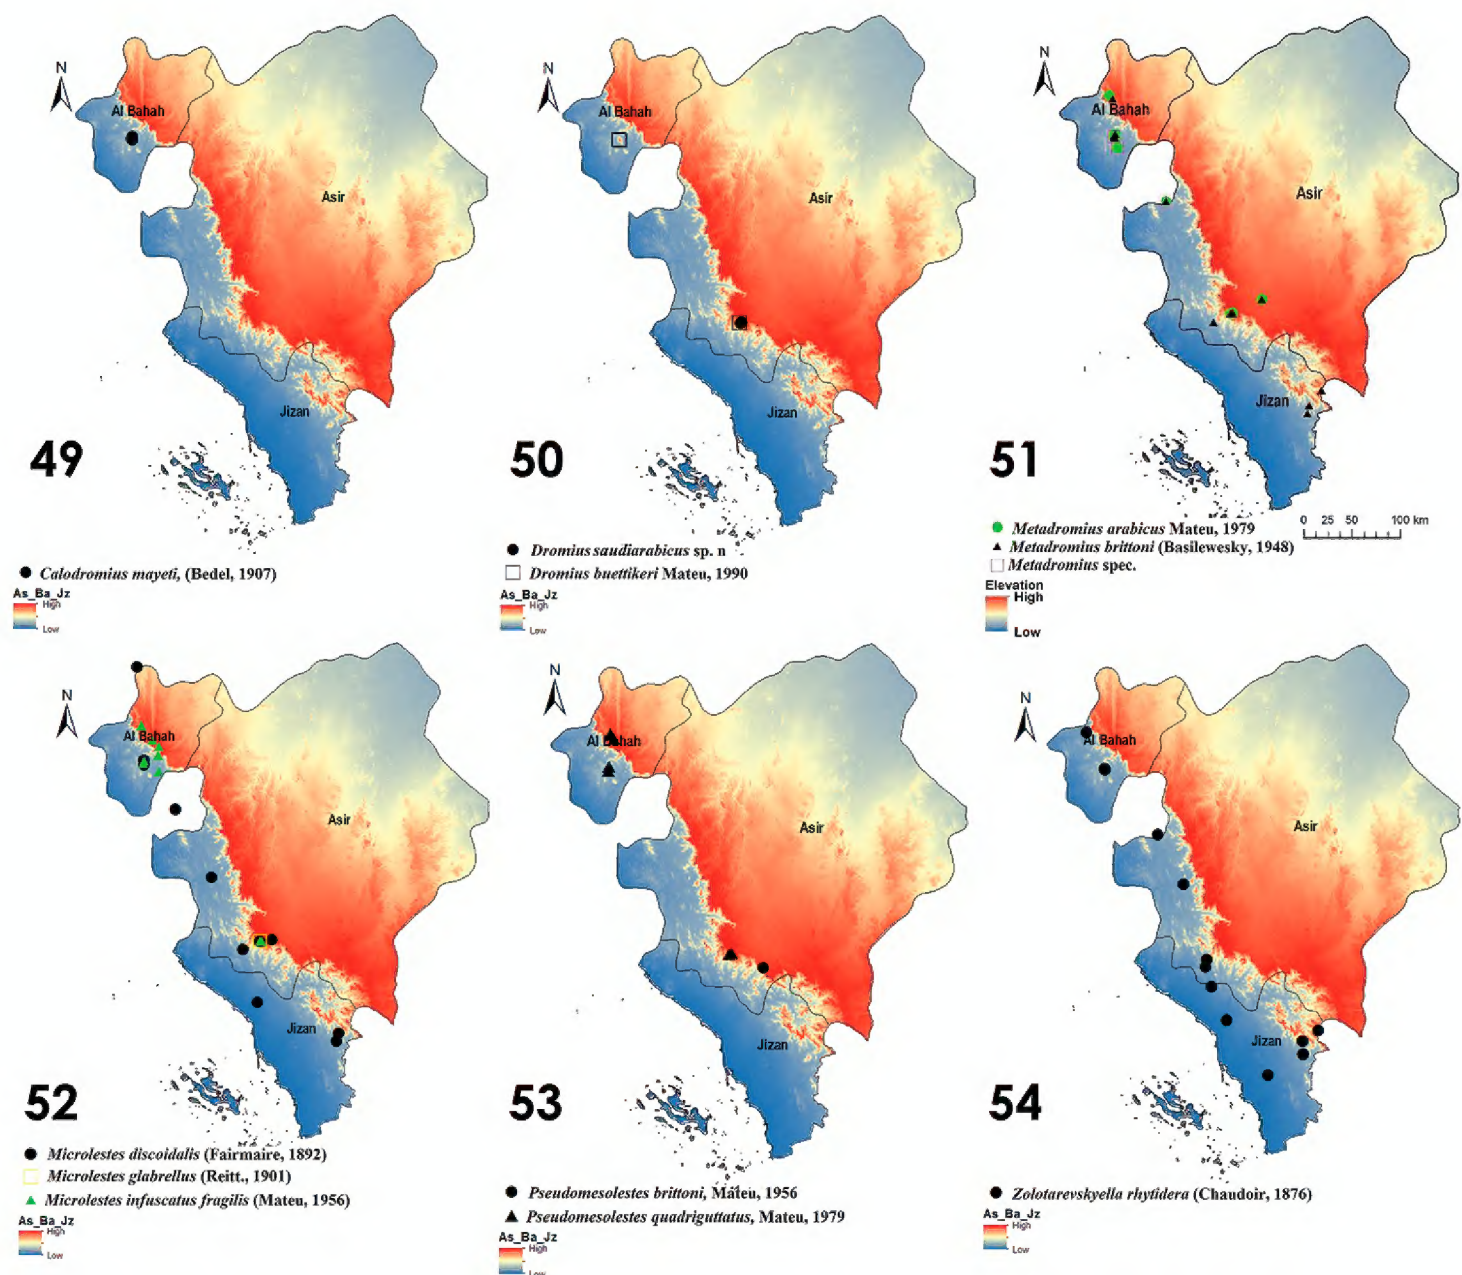 N
Al Bahah
Asir
Jizan
49
Calodromius mayeti, (Bedel, 1907)
As_Ba_Jz
High
Low
N
Al Bahah
Asir
Jizan
50
Dromius saudiarabicus sp. n
Dromius buettikeri Mateu, 1990
As_Ba_Jz
High
Low
N
Al Bahah
Asir
Jizan
51
Metadromius arabicus Mateu, 1979
Metadromius brittoni (Basilewesky, 1948)
Metadromius spec.
0 25 50 100 km
Elevation
High
Low
N
Al Bahah
Asir
Jizan
52
Microlestes discoidalis (Fairmaire, 1892)
Microlestes glabrellus (Reitt., 1901)
Microlestes infuscatus fragilis (Mateu, 1956)
As_Ba_Jz
High
Low
N
Al Bahah
Asir
Jizan
53
Pseudomesolestes brittoni, Mateu, 1956
Pseudomesolestes quadriguttatus, Mateu, 1979
As_Ba_Jz
High
Low
N
Al Bahah
Asir
Jizan
54
Zolotarevskyella rhytidera (Chaudoir, 1876)
As_Ba_Jz
High
Low